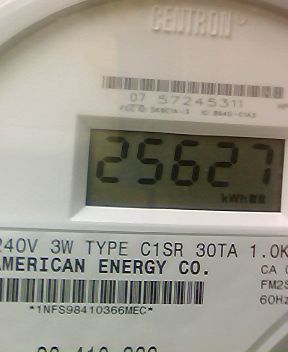 CENTRON®
07 57245311
25627
kWh
240V 3W TYPE C1SR 30TA 1.0K
AMERICAN ENERGY CO.
CA
FM2S
60Hz
*1NFS98410366MEC*